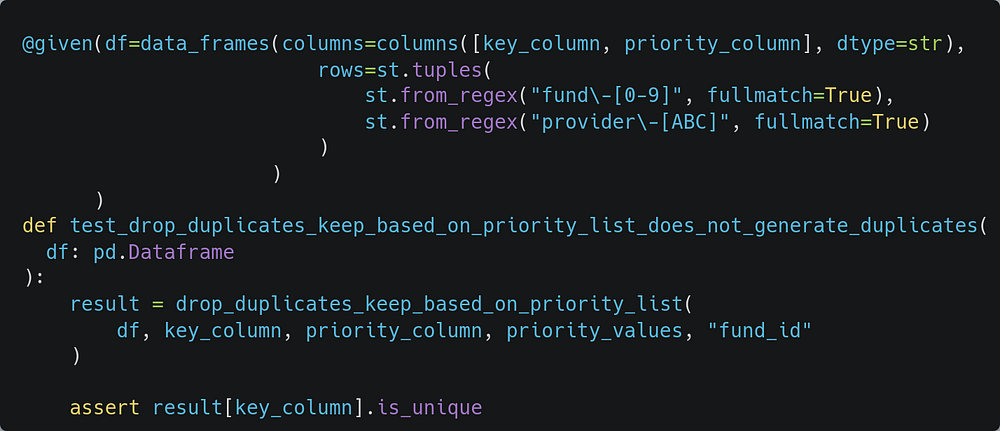 @given(df=data_frames(columns=columns([key_column, priority_column], dtype=str),
                         rows=st.tuples(
                             st.from_regex("fund\-[0-9]", fullmatch=True),
                             st.from_regex("provider\-[ABC]", fullmatch=True)
                         )
                     )
      )
def test_drop_duplicates_keep_based_on_priority_list_does_not_generate_duplicates(
  df: pd.Dataframe
):
    result = drop_duplicates_keep_based_on_priority_list(
        df, key_column, priority_column, priority_values, "fund_id"
    )

    assert result[key_column].is_unique